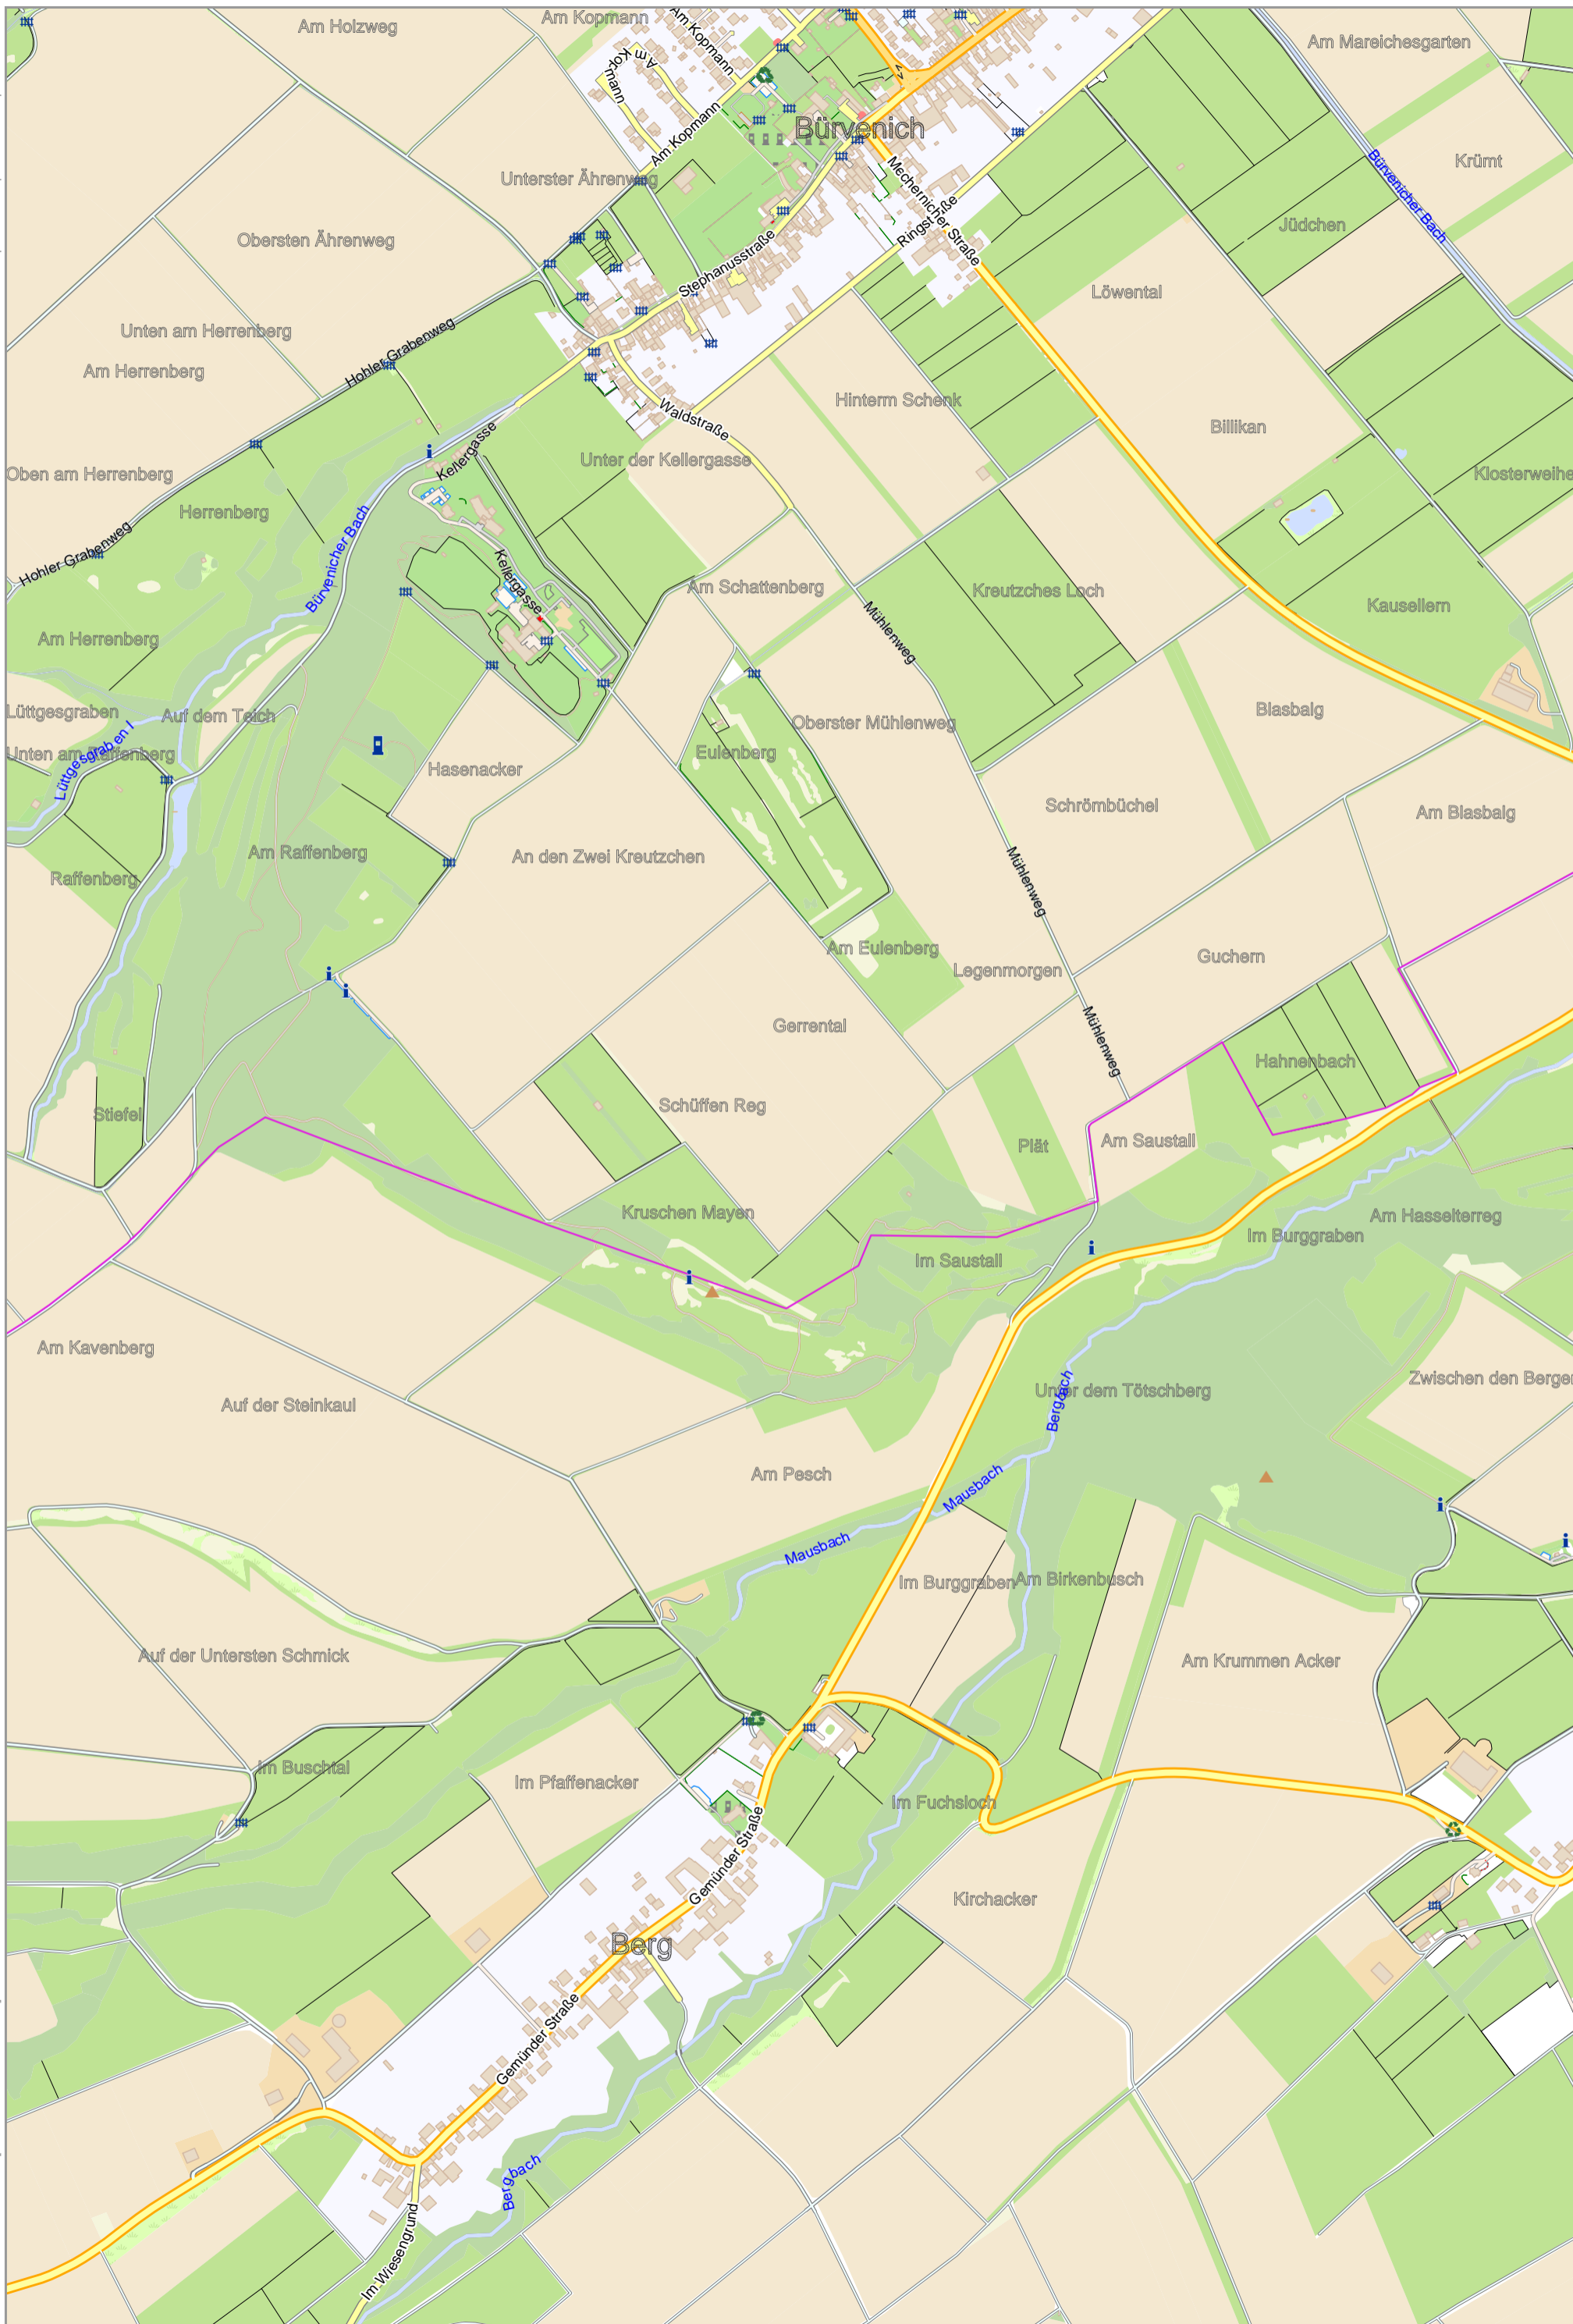 Am Holzweg
Am Kopmann
Am Kopmann
Am Mareichesgarten
Am
Kopmann
Am Kopmann
Bürvenich
Bürvenicher Bach
Krümt
Unterster Ährenweg
Mechernicher Straße
Ringstraße
Jüdchen
Obersten Ährenweg
Stephanusstraße
Löwental
Unten am Herrenberg
Hohler Grabenweg
Am Herrenberg
Hinterm Schenk
Waldstraße
Billikan
Kellergasse
Unter der Kellergasse
Oben am Herrenberg
Klosterweihe
Herrenberg
Bürvenicher Bach
Hohler Grabenweg
Kellergasse
Am Schattenberg
Kreutzches Loch
Kausellern
Mühlenweg
Am Herrenberg
Lüttgesgraben
Auf dem Teich
Oberster Mühlenweg
Blasbalg
Lüttgesgraben I
Unten am Raffenberg
Eulenberg
Hasenacker
Schrömbüchel
Am Blasbalg
Am Raffenberg
An den Zwei Kreutzchen
Raffenberg
Mühlenweg
Am Eulenberg
Guchern
Legenmorgen
Gerrental
Mühlenweg
Hahnenbach
Schüffen Reg
Stiefel
Plät
Am Saustall
Kruschen Mayen
Am Hasselterreg
Im Burggraben
Im Saustall
Am Kavenberg
Zwischen den Berger
Unter dem Tötschberg
Bergbach
Auf der Steinkaul
Am Pesch
Mausbach
Mausbach
Im Burggraben
Am Birkenbusch
Auf der Untersten Schmick
Am Krummen Acker
Im Buschtal
Im Pfaffenacker
Im Fuchsloch
Gemünder Straße
Kirchacker
Berg
Gemünder Straße
Bergbach
Im Wiesengrund